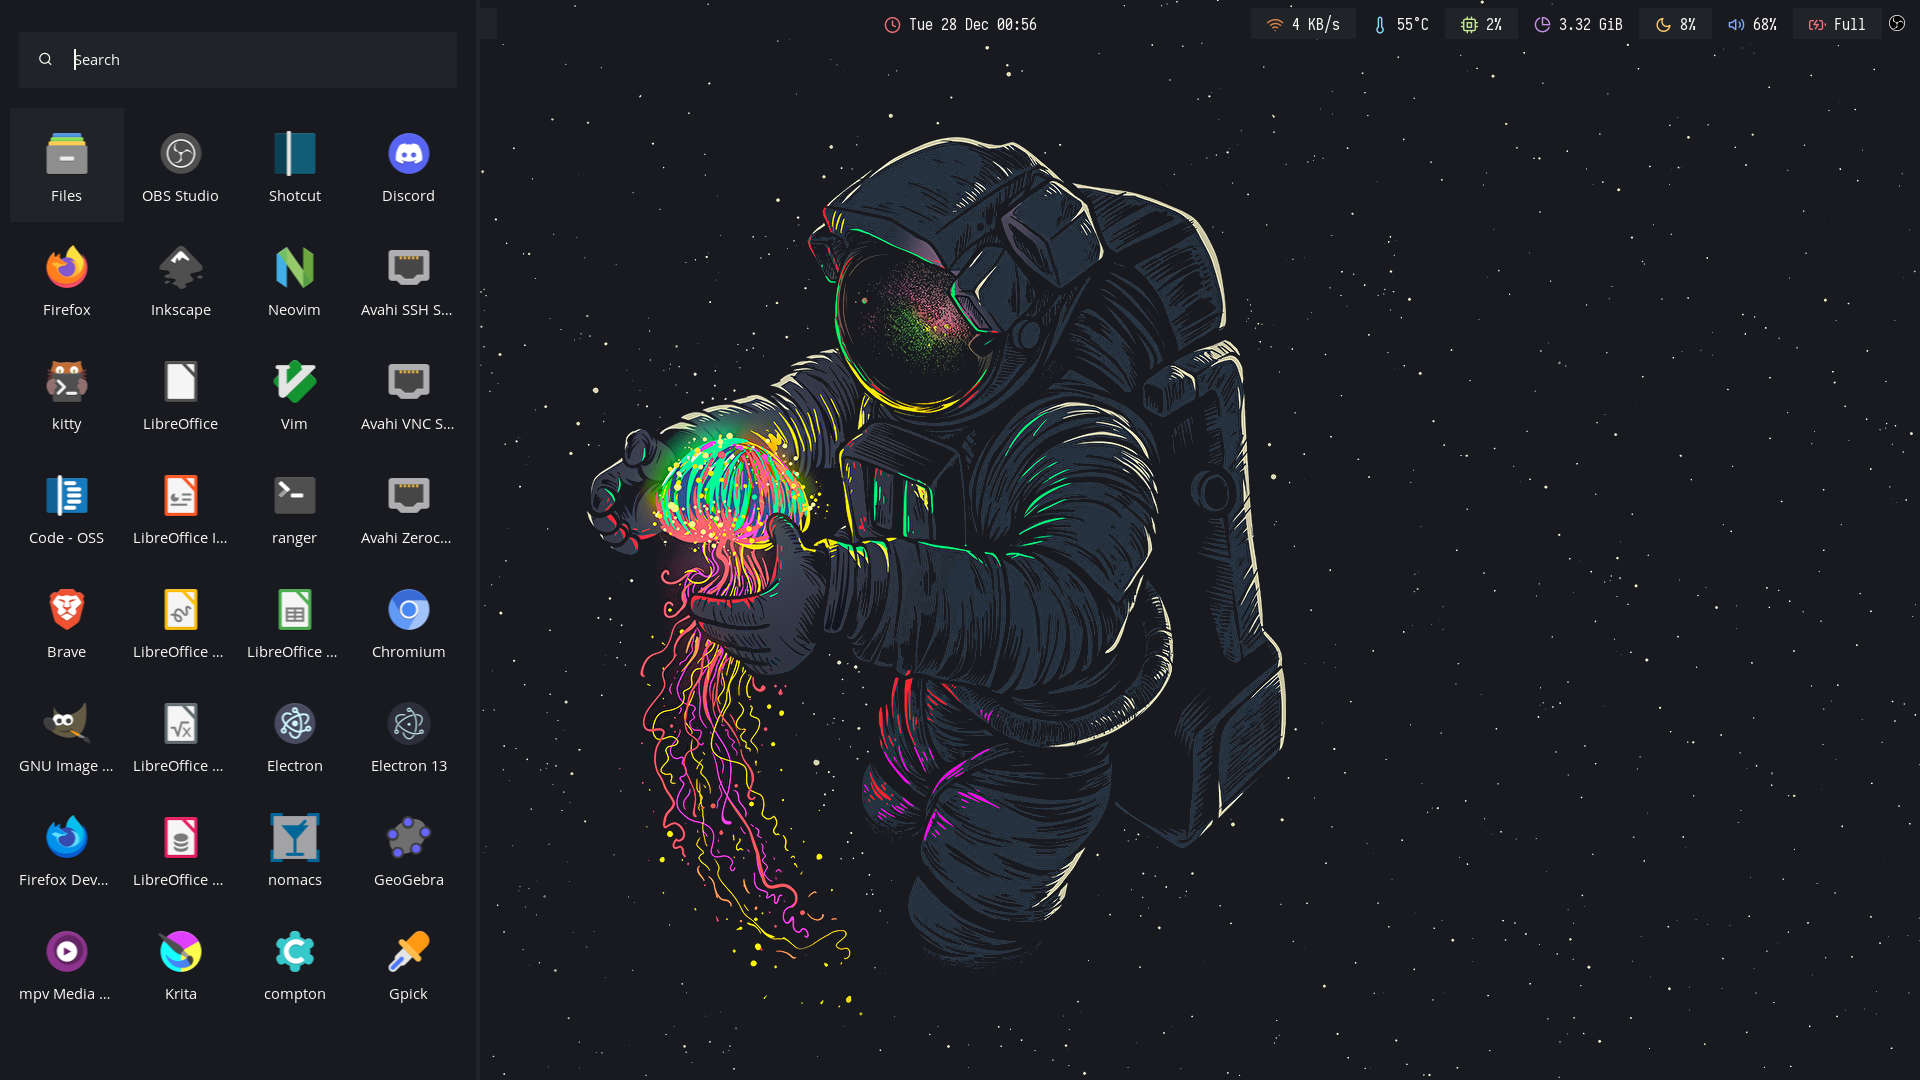 Tue 28 Dec 00:56
4 KB/s
55°C
2%
3.32 GiB
8%
68%
Full
Search
Files
OBS Studio
Shotcut
Discord
Firefox
Inkscape
Neovim
Avahi SSH S...
kitty
LibreOffice
Vim
Avahi VNC S...
Code - OSS
LibreOffice I...
ranger
Avahi Zeroc...
Brave
LibreOffice ...
LibreOffice ...
Chromium
GNU Image ...
LibreOffice ...
Electron
Electron 13
Firefox Dev...
LibreOffice ...
nomacs
GeoGebra
mpv Media ...
Krita
compton
Gpick